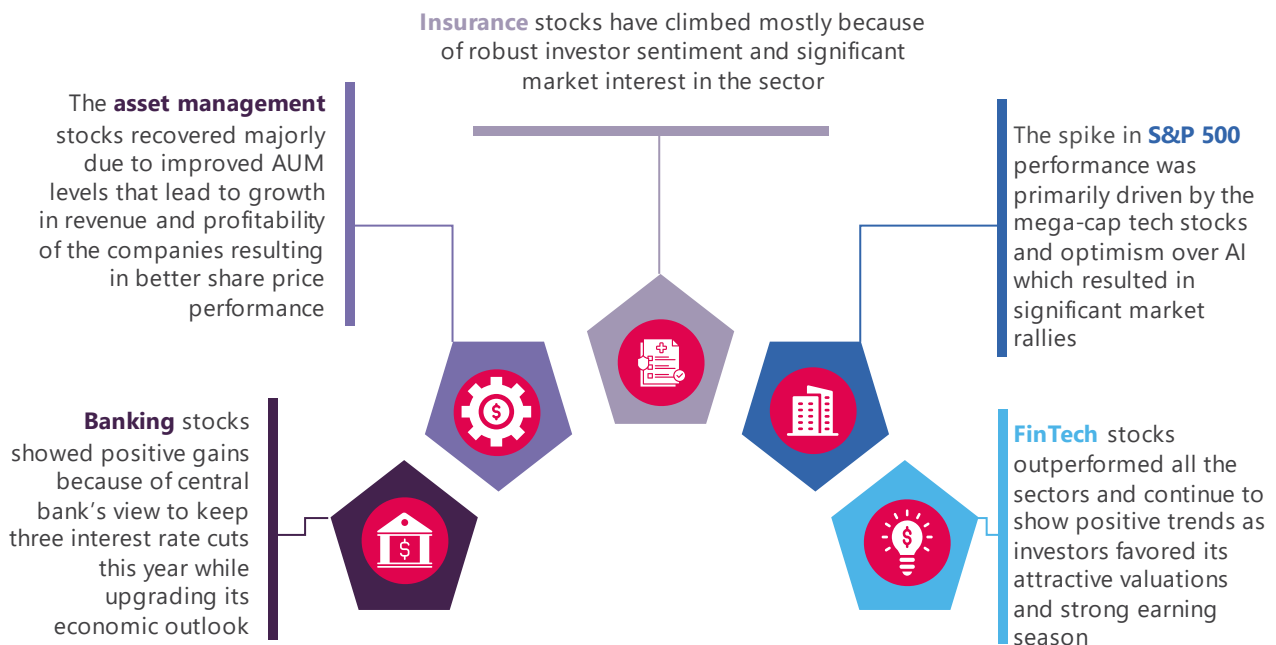 Insurance stocks have climbed mostly because
of robust investor sentiment and significant
market interest in the sector
The asset management
stocks recovered majorly
due to improved AUM
levels that lead to growth
in revenue and profitability
of the companies resulting
in better share price
performance
The spike in S&P 500
performance was
primarily driven by the
mega-cap tech stocks
and optimism over AI
which resulted in
significant market
rallies
Banking stocks
showed positive gains
because of central
bank’s view to keep
three interest rate cuts
this year while
upgrading its
economic outlook
FinTech stocks
outperformed all the
sectors and continue to
show positive trends as
investors favored its
attractive valuations
and strong earning
season
$
$
$